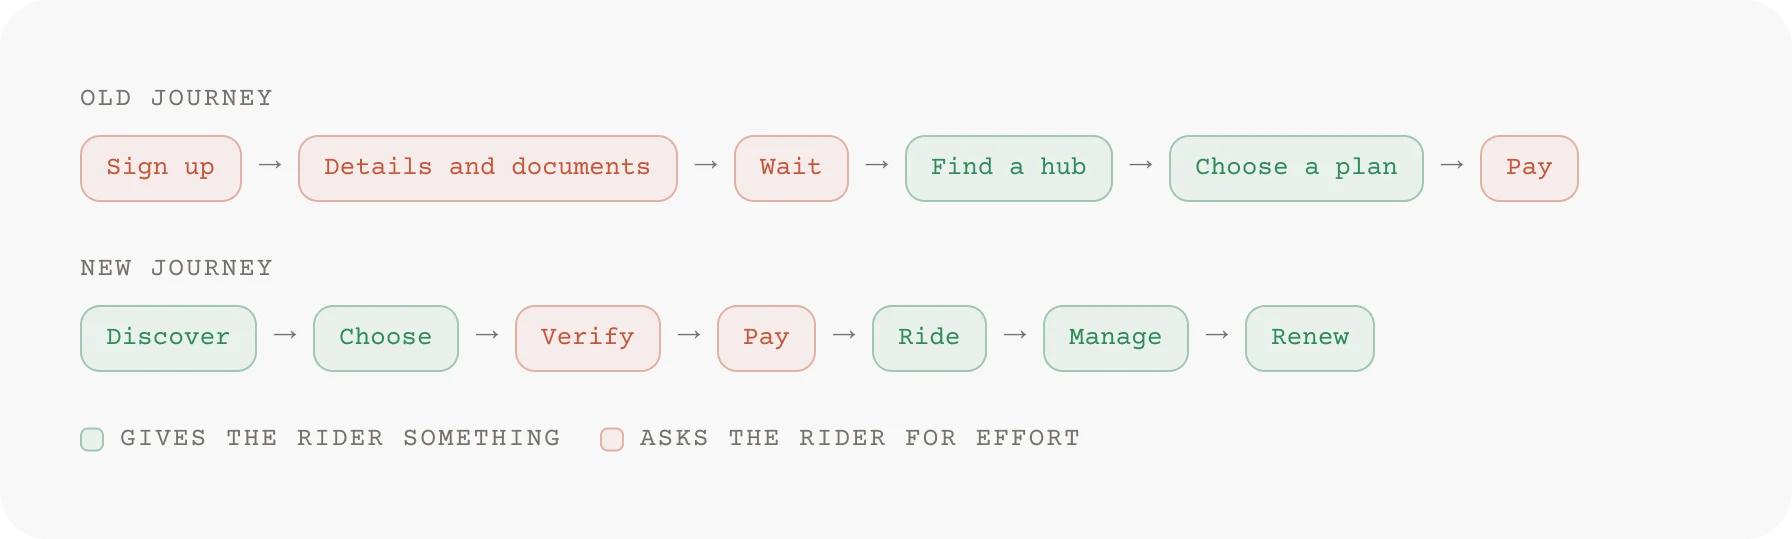 OLD JOURNEY
Sign up → Details and documents → Wait → Find a hub → Choose a plan → Pay
NEW JOURNEY
Discover → Choose → Verify → Pay → Ride → Manage → Renew
GIVES THE RIDER SOMETHING ASKS THE RIDER FOR EFFORT